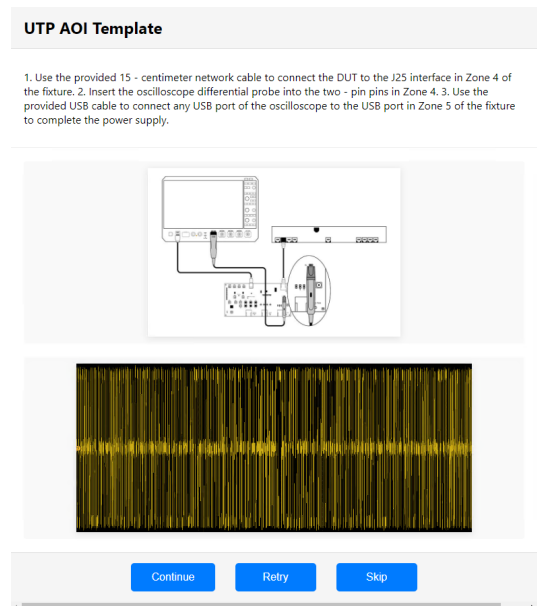 UTP AOI Template
1. Use the provided 15 - centimeter network cable to connect the DUT to the J25 interface in Zone 4 of
the fixture. 2. Insert the oscilloscope differential probe into the two - pin pins in Zone 4. 3. Use the
provided USB cable to connect any USB port of the oscilloscope to the USB port in Zone 5 of the fixture
to complete the power supply.
Continue
Retry
Skip